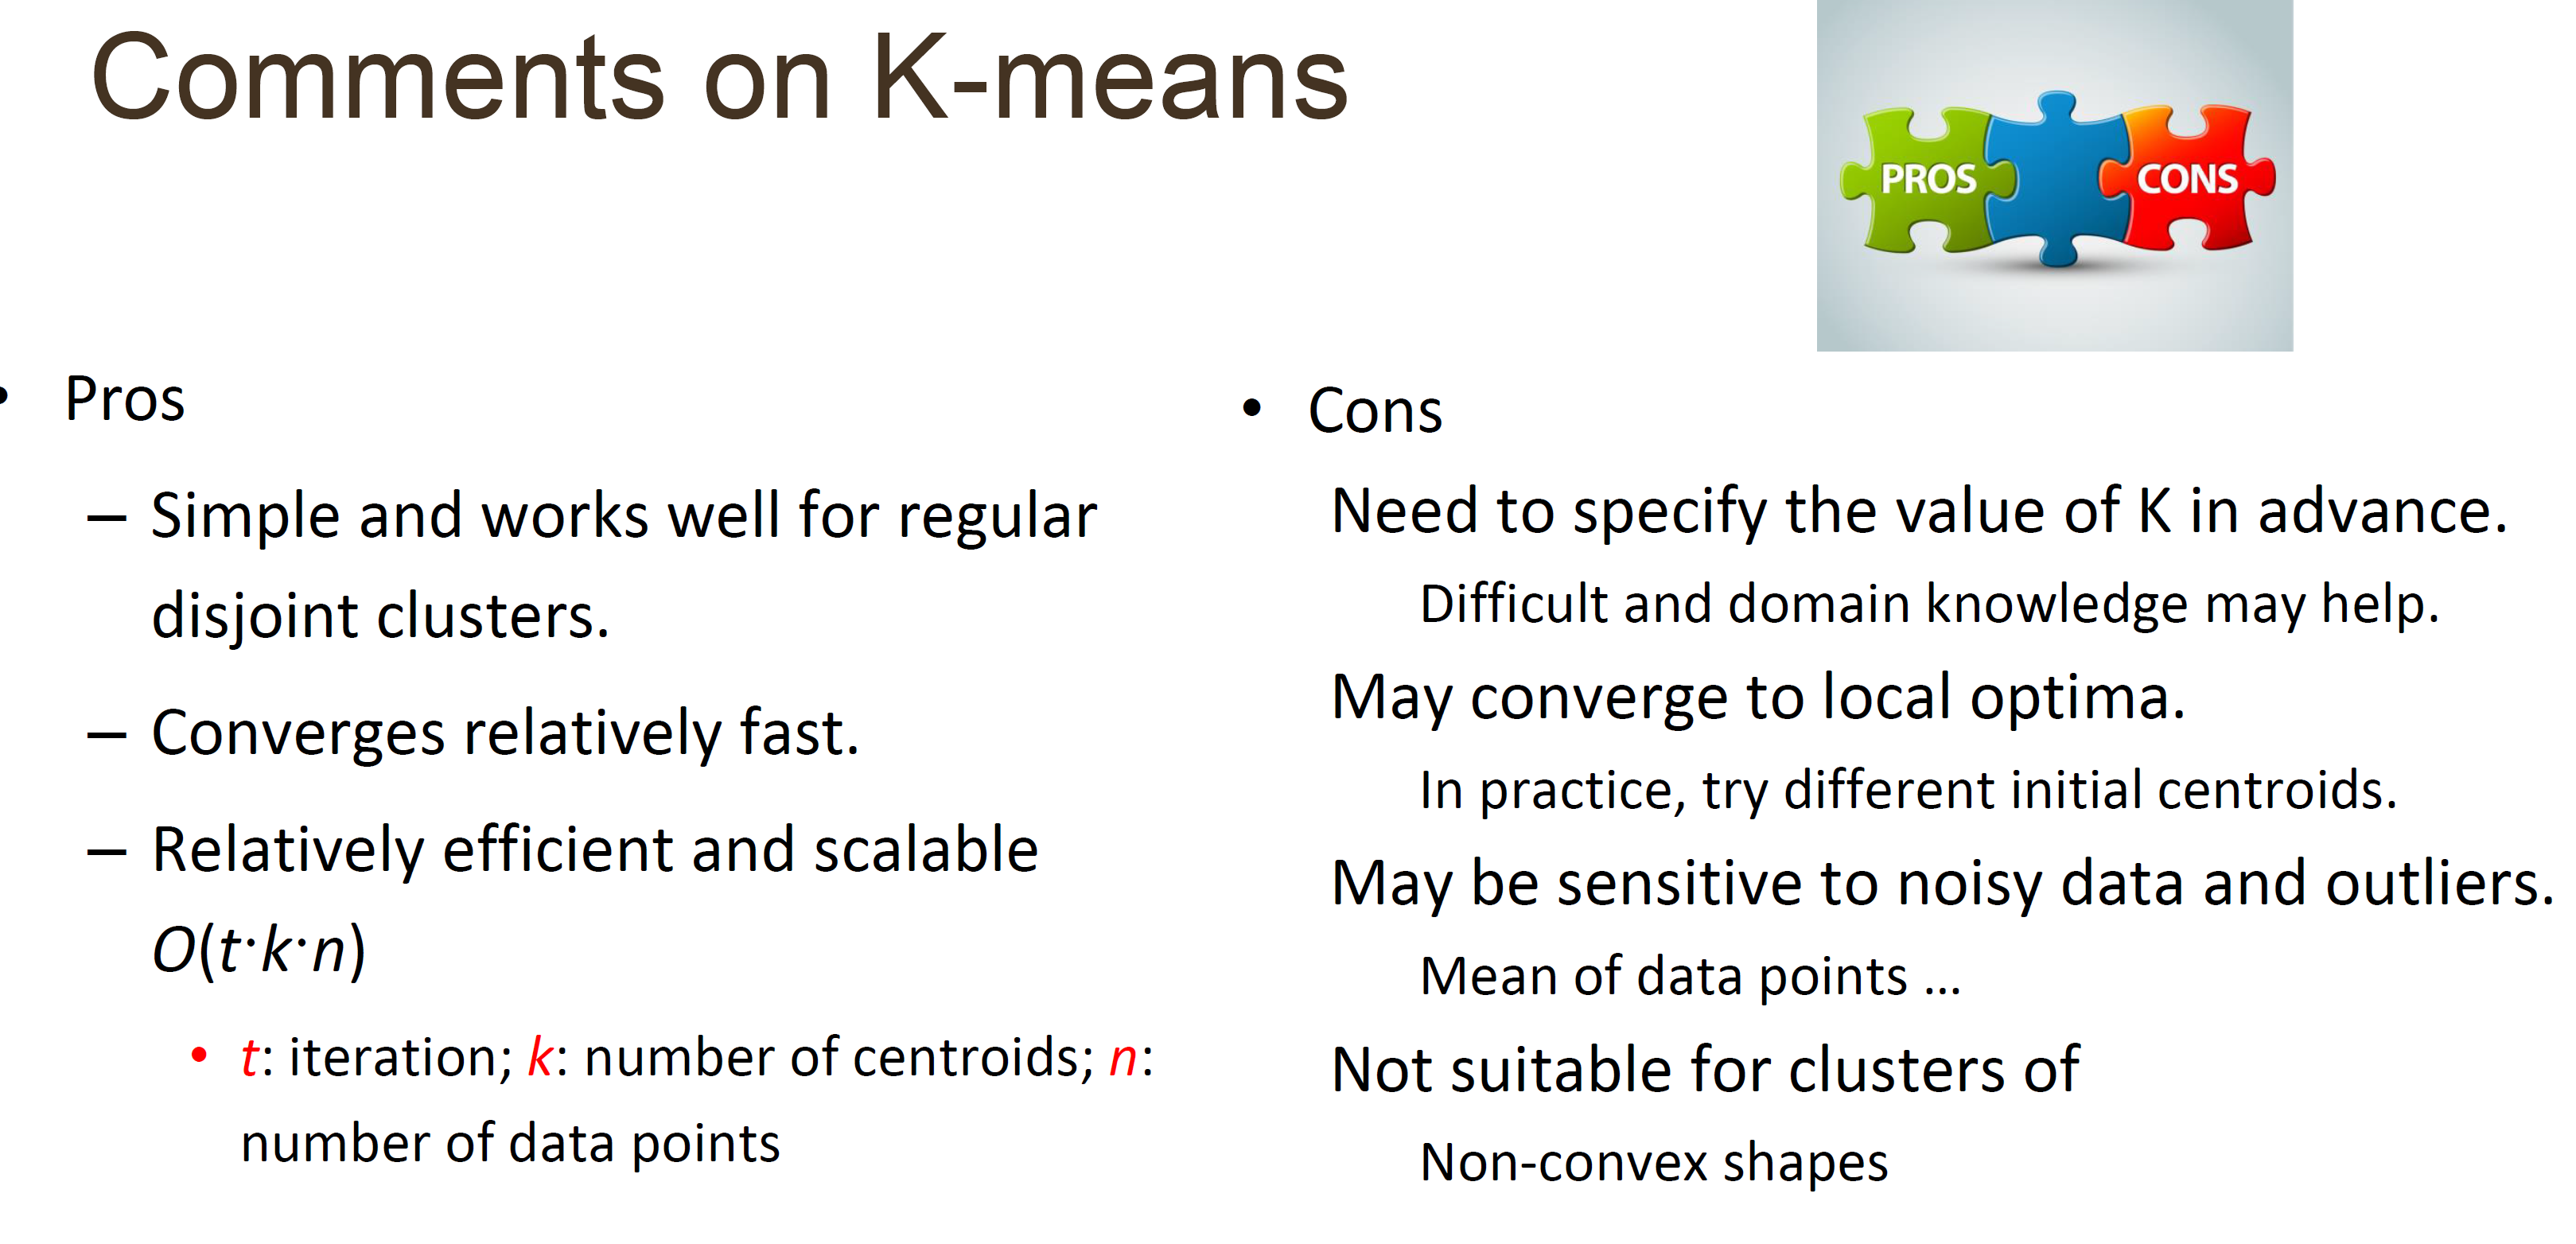 Comments on K-means
PROS
CONS
• Pros
– Simple and works well for regular
disjoint clusters.
– Converges relatively fast.
– Relatively efficient and scalable
O(t·k·n)
• t: iteration; k: number of centroids; n:
number of data points
• Cons
Need to specify the value of K in advance.
Difficult and domain knowledge may help.
May converge to local optima.
In practice, try different initial centroids.
May be sensitive to noisy data and outliers.
Mean of data points ...
Not suitable for clusters of
Non-convex shapes